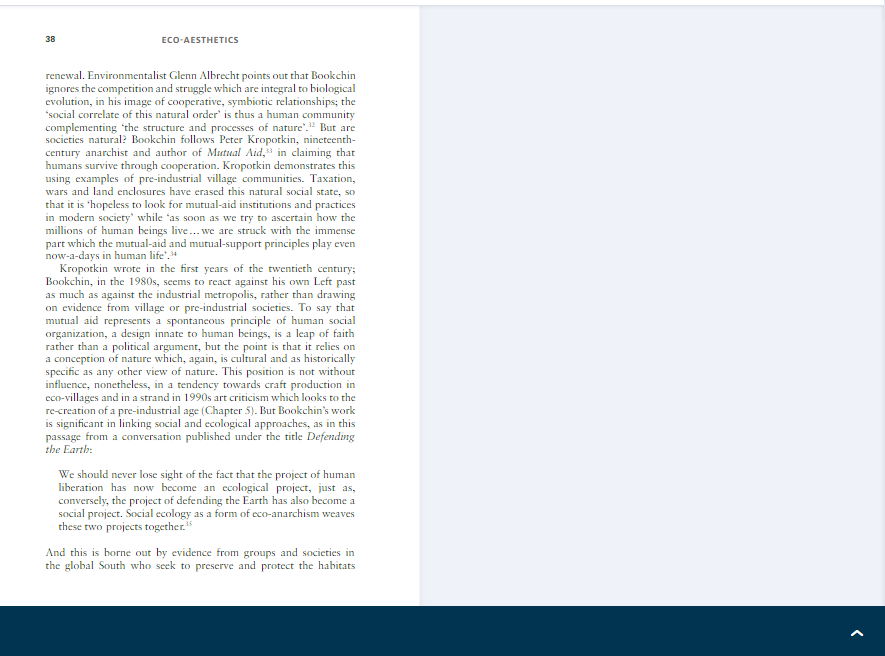 38
ECO-AESTHETICS
renewal. Environmentalist Glenn Albrecht points out that Bookchin
ignores the competition and struggle which are integral to biological
evolution, in his image of cooperative, symbiotic relationships; the
‘social correlate of this natural order’ is thus a human community
complementing ‘the structure and processes of nature’.32 But are
societies natural? Bookchin follows Peter Kropotkin, nineteenth-
century anarchist and author of Mutual Aid,33 in claiming that
humans survive through cooperation. Kropotkin demonstrates this
using examples of pre-industrial village communities. Taxation,
wars and land enclosures have erased this natural social state, so
that it is ‘hopeless to look for mutual-aid institutions and practices
in modern society’ while ‘as soon as we try to ascertain how the
millions of human beings live…we are struck with the immense
part which the mutual-aid and mutual-support principles play even
now-a-days in human life’.34
Kropotkin wrote in the first years of the twentieth century;
Bookchin, in the 1980s, seems to react against his own Left past
as much as against the industrial metropolis, rather than drawing
on evidence from village or pre-industrial societies. To say that
mutual aid represents a spontaneous principle of human social
organization, a design innate to human beings, is a leap of faith
rather than a political argument, but the point is that it relies on
a conception of nature which, again, is cultural and as historically
specific as any other view of nature. This position is not without
influence, nonetheless, in a tendency towards craft production in
eco-villages and in a strand in 1990s art criticism which looks to the
re-creation of a pre-industrial age (Chapter 5). But Bookchin’s work
is significant in linking social and ecological approaches, as in this
passage from a conversation published under the title Defending
the Earth:
We should never lose sight of the fact that the project of human
liberation has now become an ecological project, just as,
conversely, the project of defending the Earth has also become a
social project. Social ecology as a form of eco-anarchism weaves
these two projects together.35
And this is borne out by evidence from groups and societies in
the global South who seek to preserve and protect the habitats